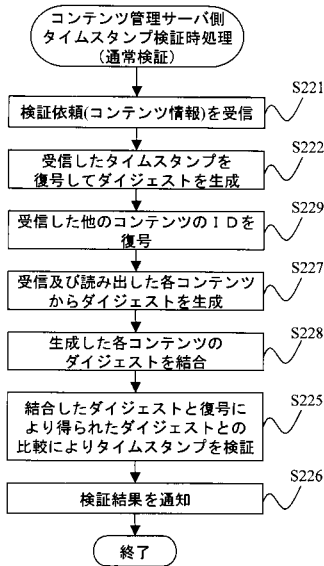 コンテンツ管理サーバ側
タイムスタンプ検証時処理
(通常検証)
S221
検証依頼(コンテンツ情報)を受信
S222
受信したタイムスタンプを
復号してダイジェストを生成
S229
受信した他のコンテンツのIDを
復号
S227
受信及び読み出した各コンテンツ
からダイジェストを生成
S228
生成した各コンテンツの
ダイジェストを結合
S225
結合したダイジェストと復号に
より得られたダイジェストとの
比較によりタイムスタンプを検証
S226
検証結果を通知
終了